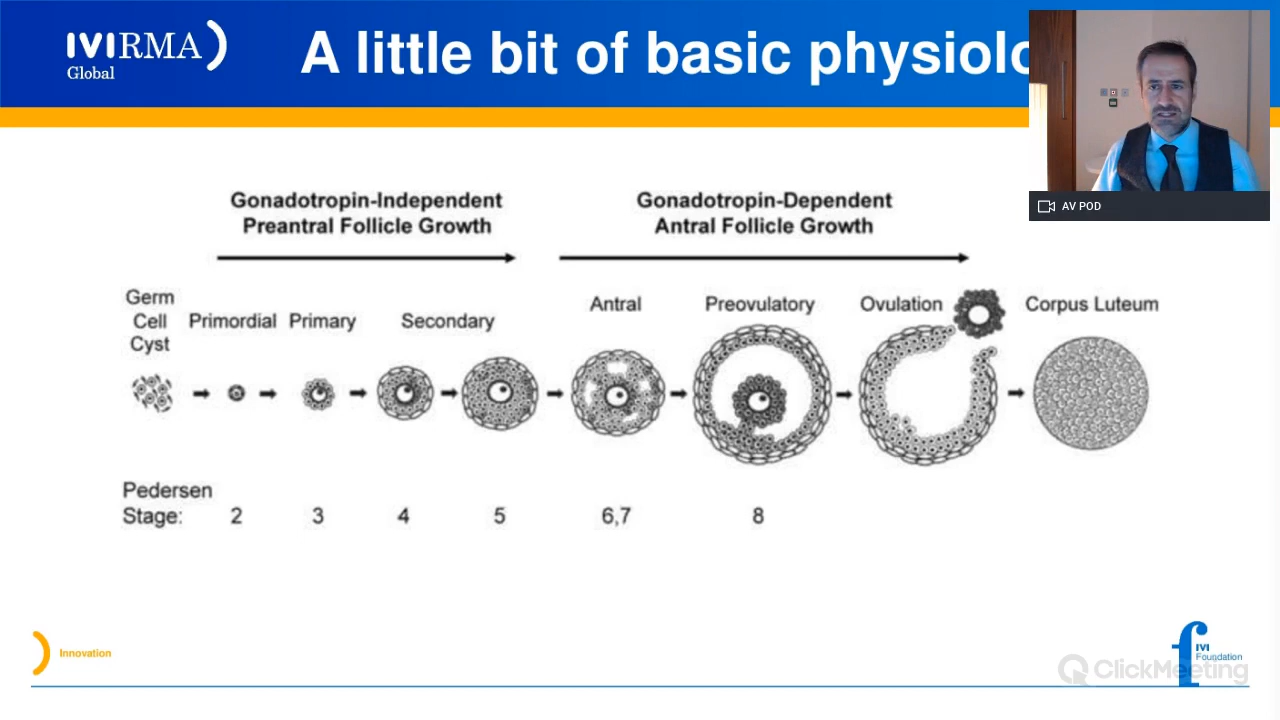 IVIRMA
Global
A little bit of basic physiolo
AV POD
Gonadotropin-Independent
Preantral Follicle Growth
Gonadotropin-Dependent
Antral Follicle Growth
Germ
Cell
Cyst
Primordial
Primary
Secondary
Antral
Preovulatory
Ovulation
Corpus Luteum
Pedersen
Stage: 2 3 4 5 6,7 8
Innovation
IVI
Foundation
ClickMeeting